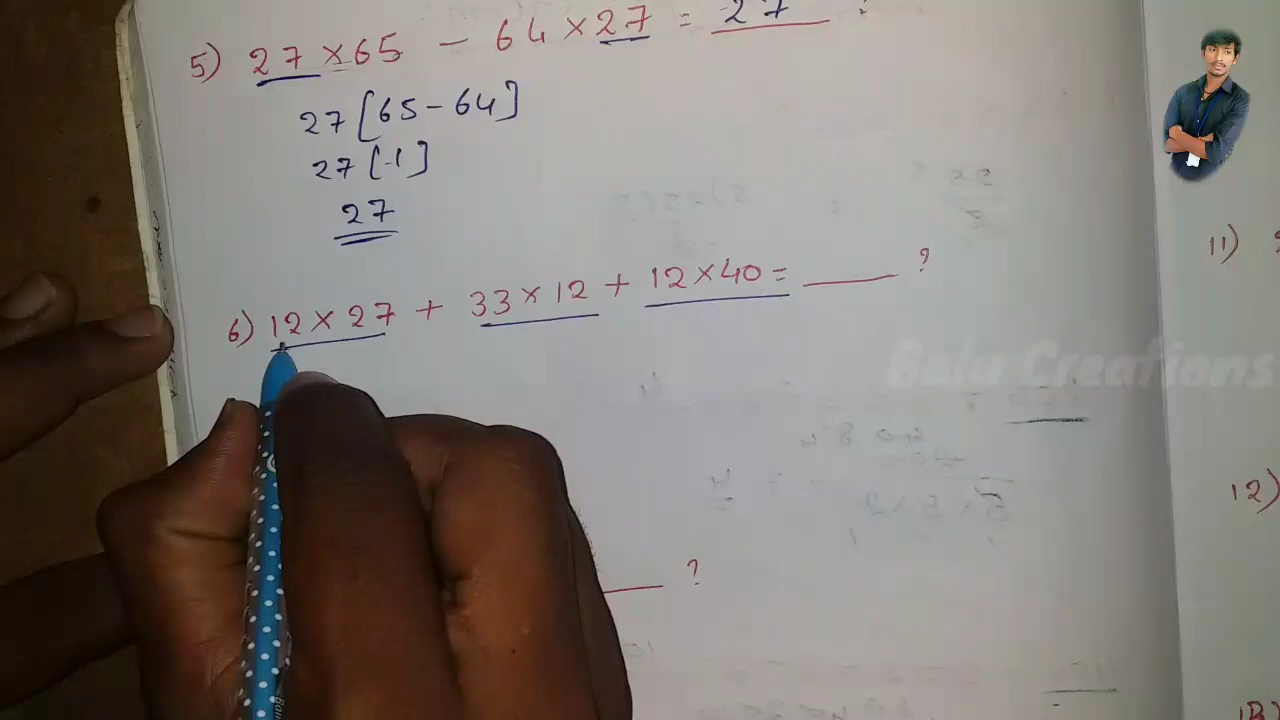 5) 27 × 65 - 64 × 27 = 27 ?
27 [65 - 64]
27 [1]
27
6) 12 × 27 + 33 × 12 + 12 × 40 = ____ ?
____ ?
11)
12)
Balu Creations